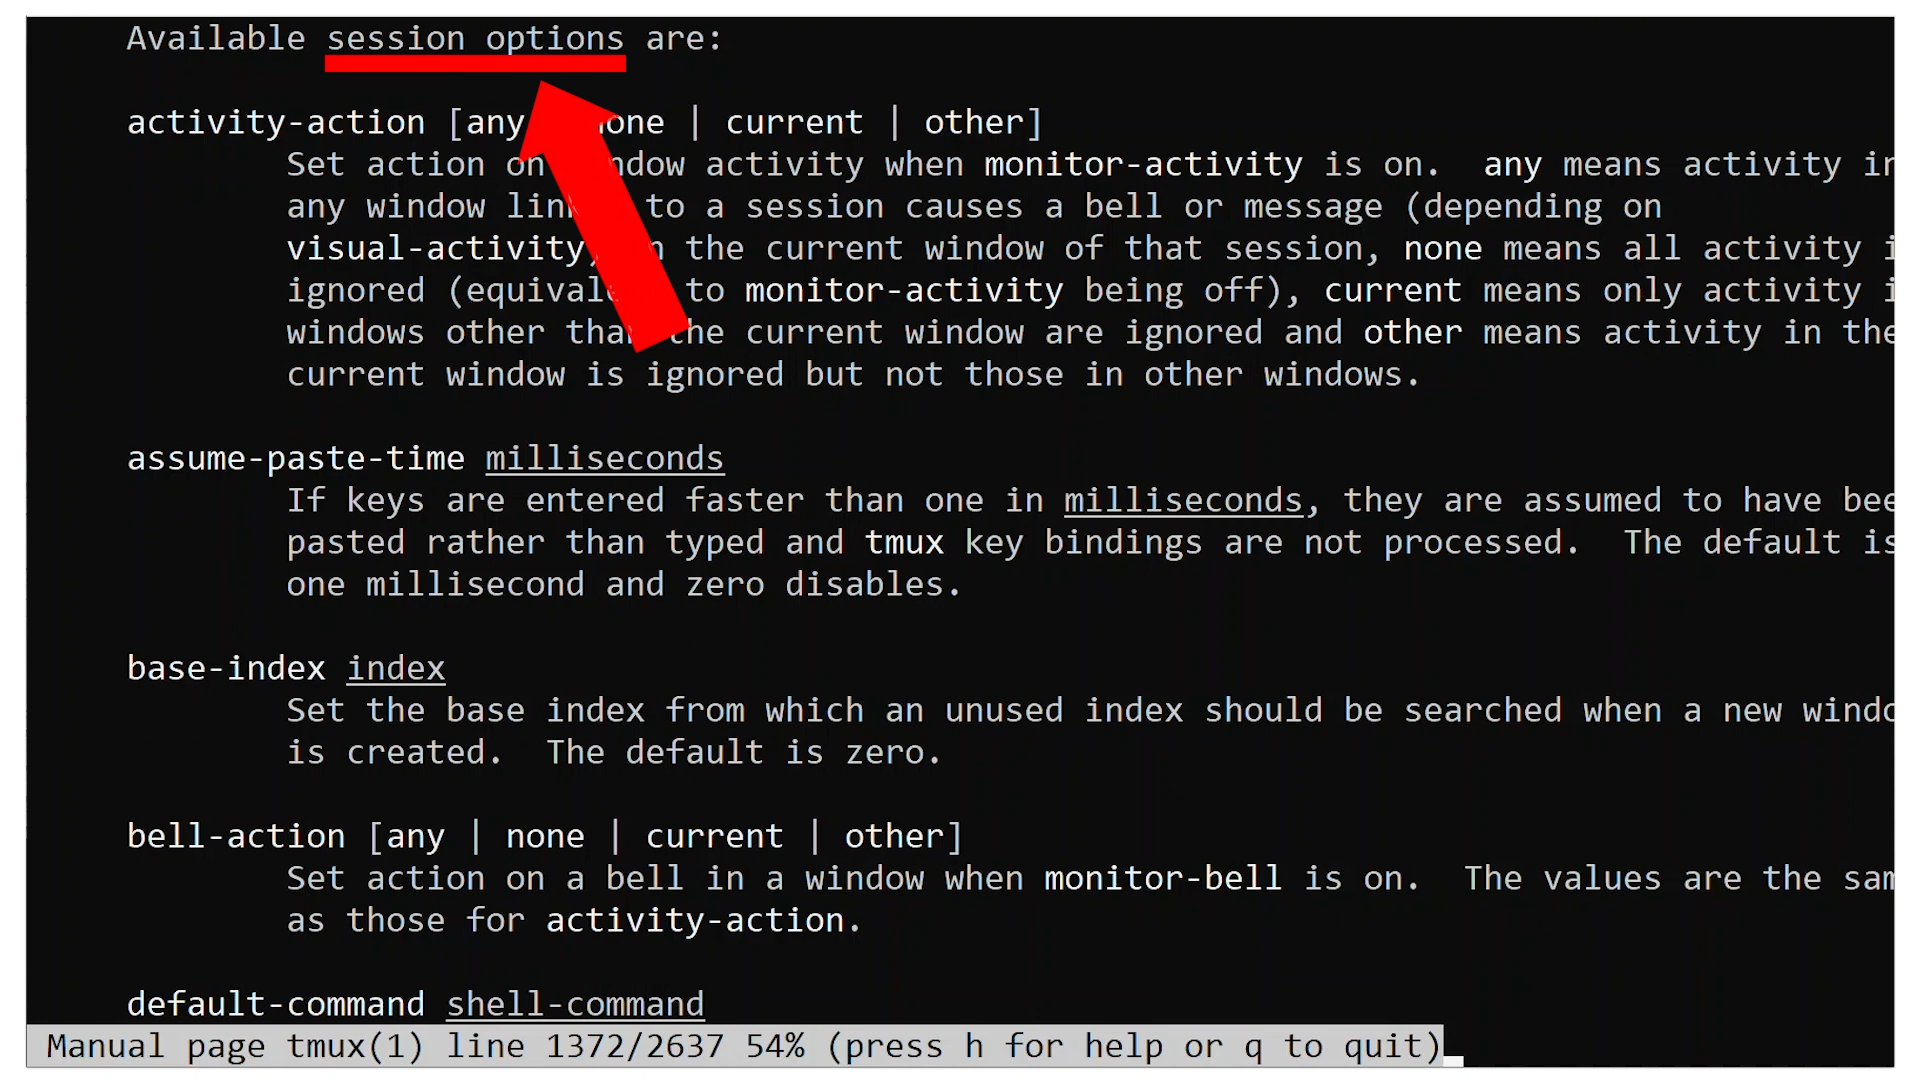 Available session options are:
activity-action [any none | current | other]
Set action on window activity when monitor-activity is on. any means activity in
any window link to a session causes a bell or message (depending on
visual-activity) the current window of that session, none means all activity
ignored (equivale to monitor-activity being off), current means only activity
windows other than the current window are ignored and other means activity in the
current window is ignored but not those in other windows.
assume-paste-time milliseconds
If keys are entered faster than one in milliseconds, they are assumed to have bee
pasted rather than typed and tmux key bindings are not processed. The default is
one millisecond and zero disables.
base-index index
Set the base index from which an unused index should be searched when a new windo
is created. The default is zero.
bell-action [any | none | current | other]
Set action on a bell in a window when monitor-bell is on. The values are the sam
as those for activity-action.
default-command shell-command
Manual page tmux(1) line 1372/2637 54% (press h for help or q to quit)